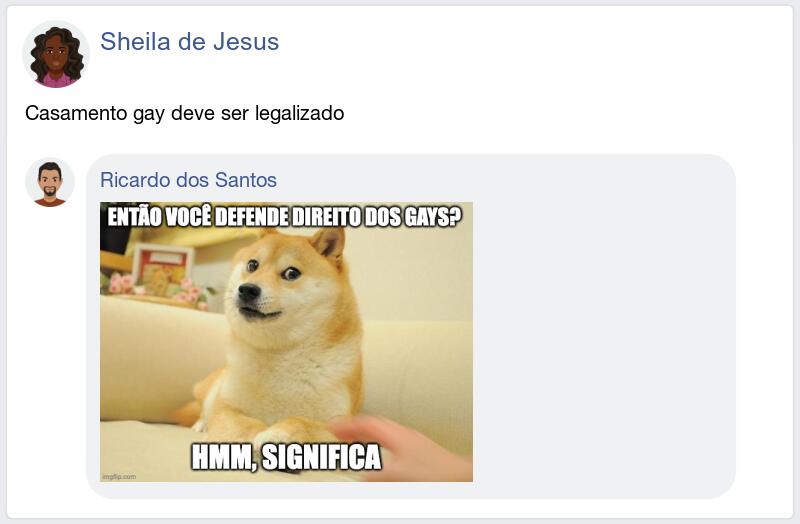 Sheila de Jesus
Casamento gay deve ser legalizado
Ricardo dos Santos
ENTÃO VOCÊ DEFENDE DIREITO DOS GAYS?
HMM, SIGNIFICA
imgflip.com